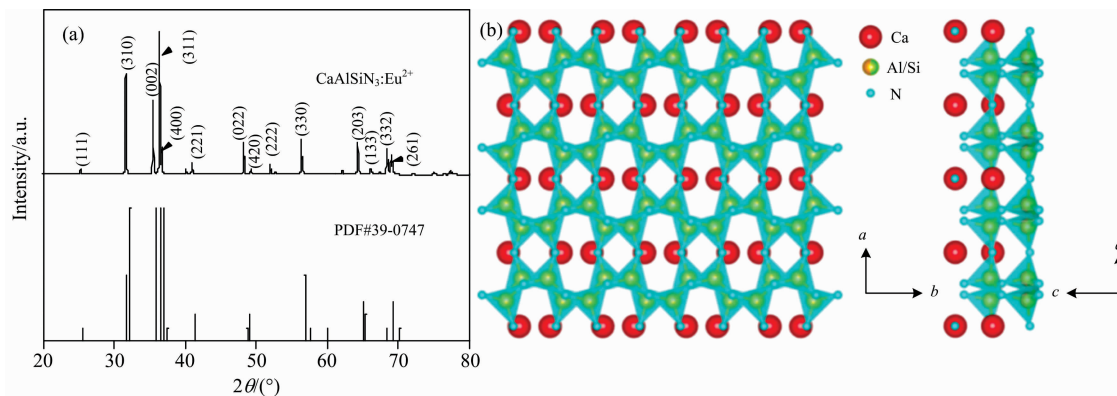 (a)
(310)
(311)
(002)
(400)
(111)
(221)
(022)
(420)
(222)
(330)
(203)
(133)
(332)
(261)
CaAlSiN₃:Eu²⁺
PDF#39-0747
Intensity/a.u.
20 30 40 50 60 70 80
2θ/(°)
(b)
Ca
Al/Si
N
a
b
c